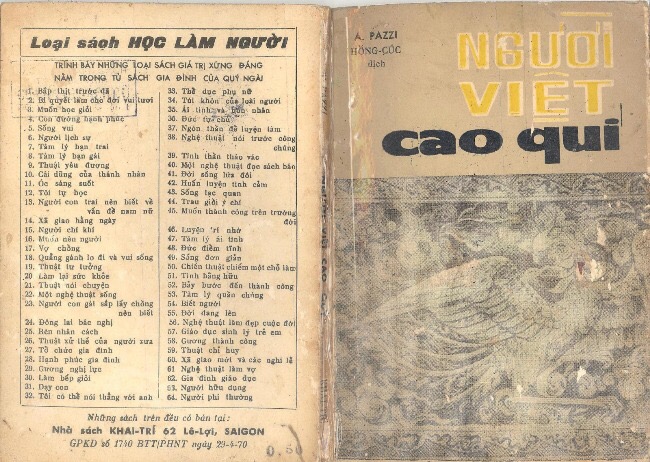 Loại sách HỌC LÀM NGƯỜI
TRÌNH BẦY NHỮNG LOẠI SÁCH GIÁ TRỊ XỨNG ĐÁNG
NẰM TRONG TỦ SÁCH GIA ĐÌNH CỦA QUÝ NGÀI
1. Bắp thịt trước đã
2. Bí quyết làm cho đời vui tươi
3. Muốn học giỏi
4. Con đường hạnh phúc
5. Sống vui
6. Người lịch sự
7. Tâm lý bạn trai
8. Tâm lý bạn gái
9. Thuật yêu đương
10. Cái dũng của thánh nhân
11. Óc sáng suốt
12. Tôi tự học
13. Người con trai nên biết về
vấn đề nam nữ
14. Xã giao hằng ngày
15. Người chí khí
16. Muốn nên người
17. Vợ chồng
18. Quẳng gánh lo đi và vui sống
19. Thuật tư tưởng
20. Làm lại sức khỏe
21. Thuật nói chuyện
22. Một nghệ thuật sống
23. Người con gái sắp lấy chồng
nên biết
24. Đông lai bác nghị
25. Rèn nhân cách
26. Thuật xử thế của người xưa
27. Tổ chức gia đình
28. Hạnh phúc gia đình
29. Gương nghị lực
30. Làm bếp giỏi
31. Dạy con
32. Tôi có thể nói thẳng với anh
33. Thể dục phụ nữ
34. Túi khôn của loài người
35. Ái tình và hôn nhân
36. Đức tự chủ
37. Ngón thần để luyện tâm
38. Nghệ thuật nói trước công
chúng
39. Tinh thần tháo vác
40. Một nghệ thuật đọc sách báo
41. Đời sống lứa đôi
42. Huấn luyện tình cảm
43. Sống lạc quan
44. Trau giồi ý chí
45. Muốn thành công trên trường
đời
46. Luyện trí nhớ
47. Tâm lý ái tình
48. Đức điềm tĩnh
49. Sống đơn giản
50. Chiến thuật chiếm một chỗ làm
51. Tình bằng hữu
52. Bảy bước đến thành công
53. Tâm lý quần chúng
54. Biết người
55. Đời đáng lên
56. Nghệ thuật làm đẹp cuộc đời
57. Giáo dục sinh lý trẻ em
58. Gương thành công
59. Thuật chỉ huy
60. Xã giao mới và các nghi lễ
61. Nghệ thuật làm vợ
62. Gia đình giáo dục
63. Người hữu dụng
64. Người phi thường
Những sách trên đều có bán tại:
Nhà sách KHAI-TRÍ 62 Lê-Lợi, SAIGON
GPKD số 1740 BTT/PHNT ngày 29-4-70
A. PAZZI
HỒNG-CÚC
dịch
NGƯỜI
VIỆT
cao quí